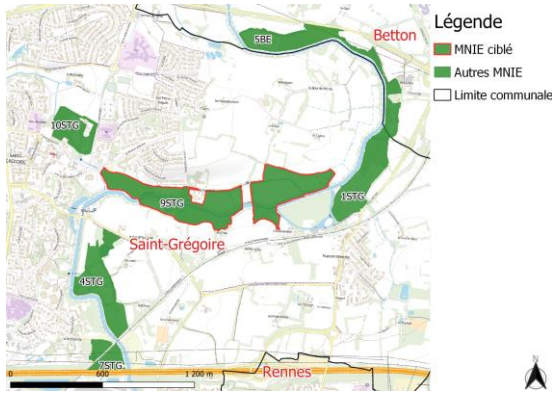 Légende
MNIE ciblé
Autres MNIE
Limite communale
Betton
5BE
10STG
1STG
9STG
Saint-Grégoire
4STG
7STG
Rennes
0 600 1 200 m
N